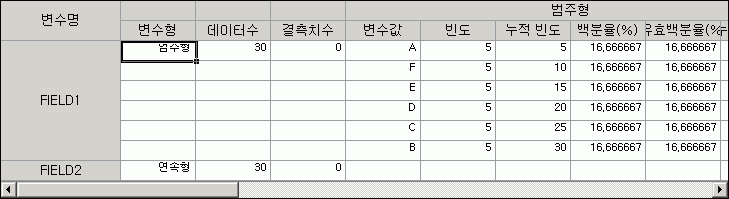 변수명 범주형
변수형 데이터수 결측치수 변수값 빈도 누적 빈도 백분율(%) 유효백분율(%)
FIELD1 범주형 30 0 A 5 5 16,666667 16,666667
F 5 10 16,666667 16,666667
E 5 15 16,666667 16,666667
D 5 20 16,666667 16,666667
C 5 25 16,666667 16,666667
B 5 30 16,666667 16,666667
FIELD2 연속형 30 0